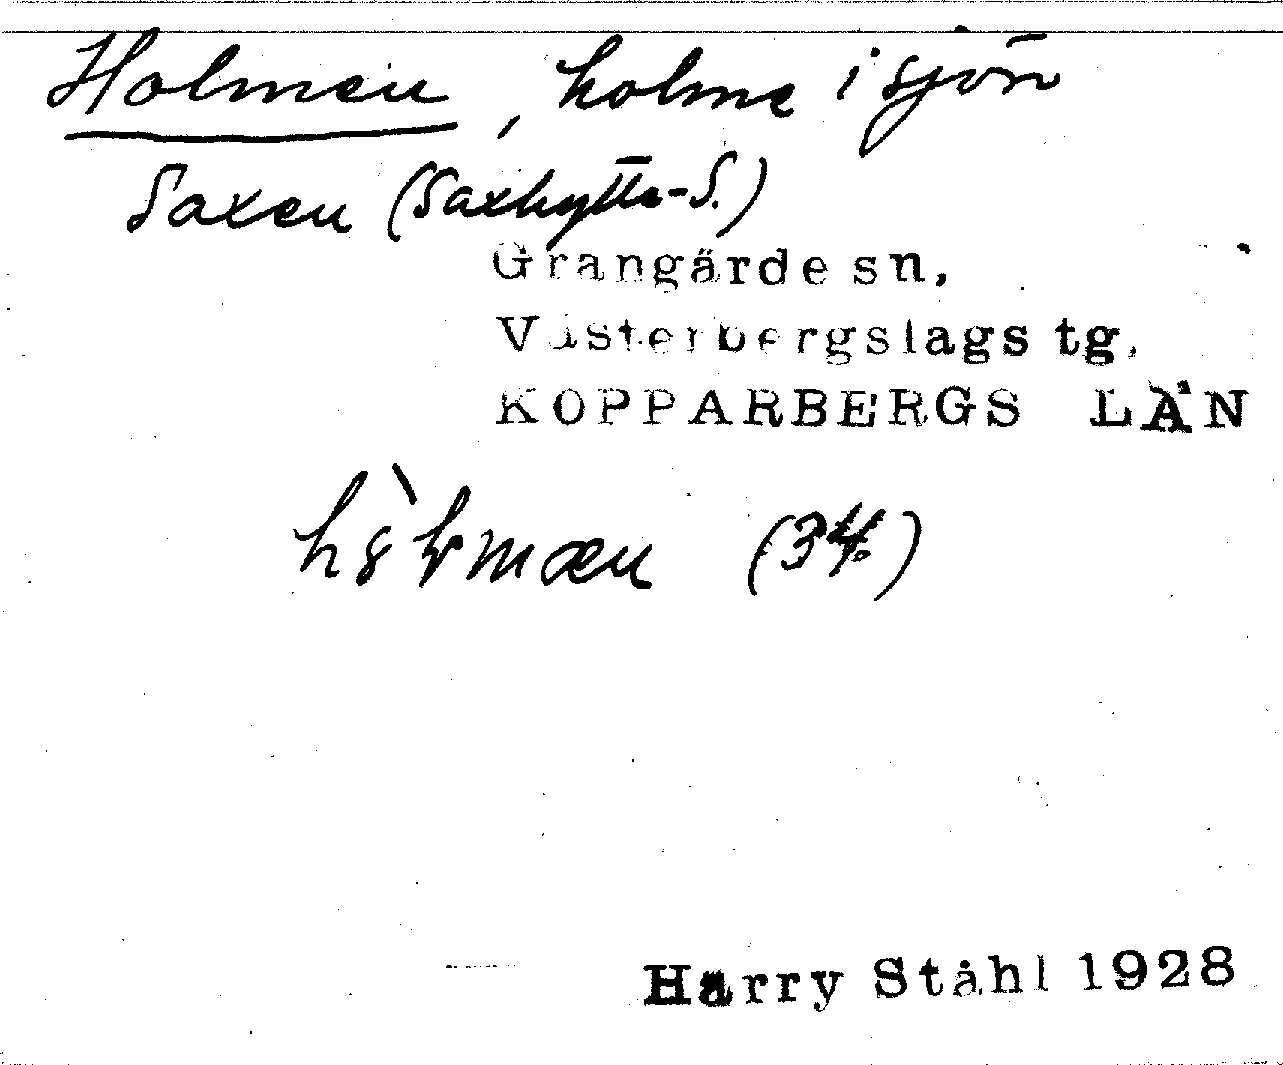 Holmen, holme i sjön
Saxen (Saxhytte-S.)
Grangärde sn,
Västerbergslags tg.
KOPPARBERGS LÄN
(34.)
Harry Ståhl 1928